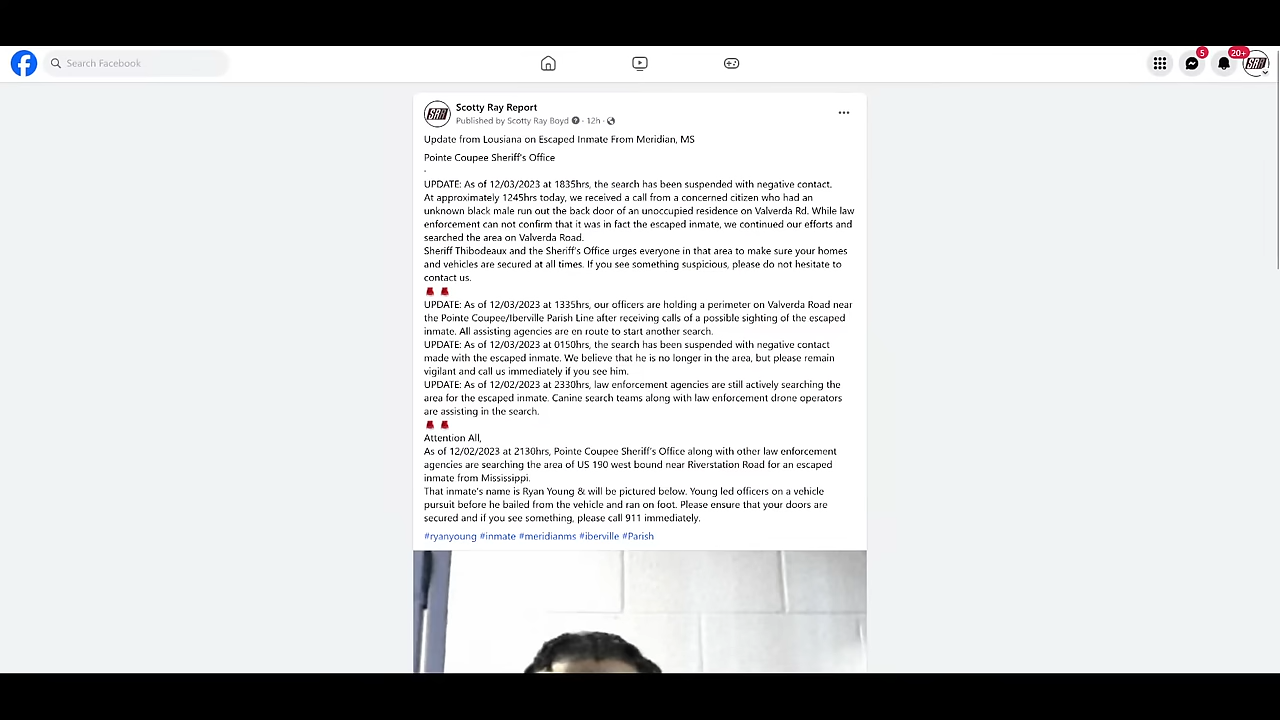 Search Facebook
5
20+
SRR
SRR
Scotty Ray Report
Published by Scotty Ray Boyd · 12h ·
Update from Lousiana on Escaped Inmate From Meridian, MS
Pointe Coupee Sheriff's Office
.
UPDATE: As of 12/03/2023 at 1835hrs, the search has been suspended with negative contact.
At approximately 1245hrs today, we received a call from a concerned citizen who had an
unknown black male run out the back door of an unoccupied residence on Valverda Rd. While law
enforcement can not confirm that it was in fact the escaped inmate, we continued our efforts and
searched the area on Valverda Road.
Sheriff Thibodeaux and the Sheriff's Office urges everyone in that area to make sure your homes
and vehicles are secured at all times. If you see something suspicious, please do not hesitate to
contact us.
UPDATE: As of 12/03/2023 at 1335hrs, our officers are holding a perimeter on Valverda Road near
the Pointe Coupee/Iberville Parish Line after receiving calls of a possible sighting of the escaped
inmate. All assisting agencies are en route to start another search.
UPDATE: As of 12/03/2023 at 0150hrs, the search has been suspended with negative contact
made with the escaped inmate. We believe that he is no longer in the area, but please remain
vigilant and call us immediately if you see him.
UPDATE: As of 12/02/2023 at 2330hrs, law enforcement agencies are still actively searching the
area for the escaped inmate. Canine search teams along with law enforcement drone operators
are assisting in the search.
Attention All,
As of 12/02/2023 at 2130hrs, Pointe Coupee Sheriff's Office along with other law enforcement
agencies are searching the area of US 190 west bound near Riverstation Road for an escaped
inmate from Mississippi.
That inmate's name is Ryan Young & will be pictured below. Young led officers on a vehicle
pursuit before he bailed from the vehicle and ran on foot. Please ensure that your doors are
secured and if you see something, please call 911 immediately.
#ryanyoung #inmate #meridianms #iberville #Parish